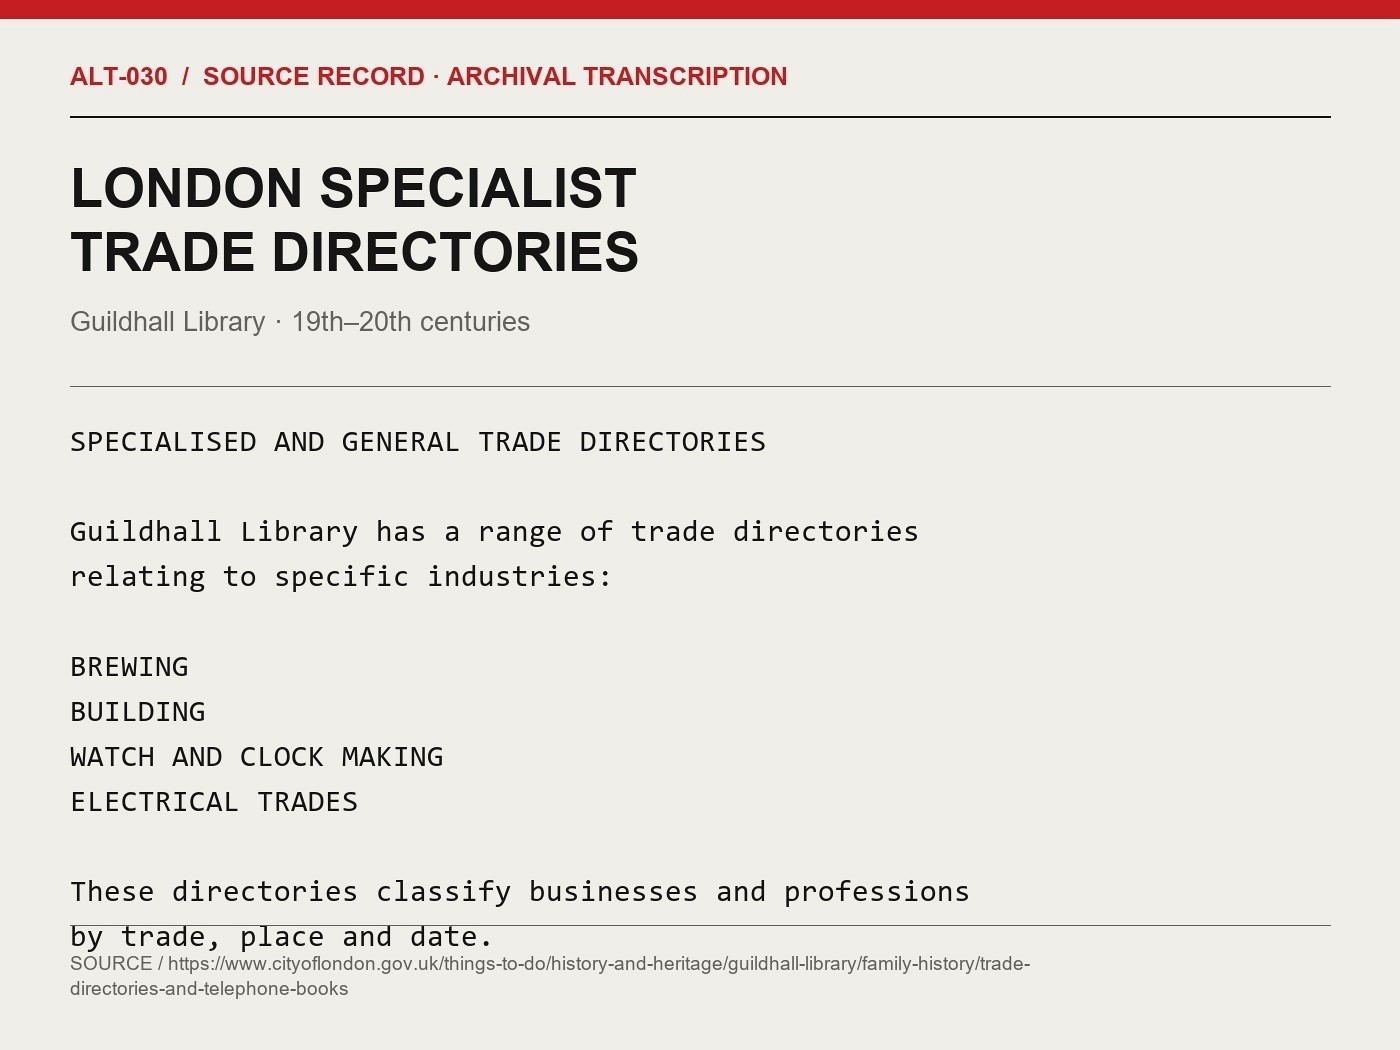 ALT-030 / SOURCE RECORD · ARCHIVAL TRANSCRIPTION
LONDON SPECIALIST
TRADE DIRECTORIES
Guildhall Library · 19th–20th centuries
SPECIALISED AND GENERAL TRADE DIRECTORIES
Guildhall Library has a range of trade directories
relating to specific industries:
BREWING
BUILDING
WATCH AND CLOCK MAKING
ELECTRICAL TRADES
These directories classify businesses and professions
by trade, place and date.
SOURCE / https://www.cityoflondon.gov.uk/things-to-do/history-and-heritage/guildhall-library/family-history/trade-
directories-and-telephone-books